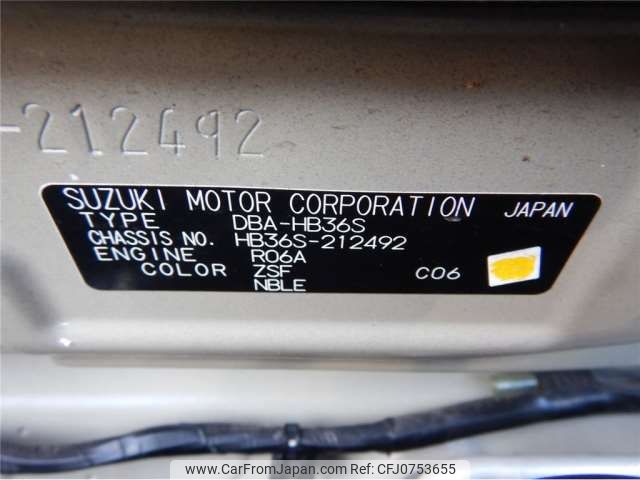 -212492
SUZUKI MOTOR CORPORATION JAPAN
TYPE DBA-HB36S
CHASSIS NO. HB36S-212492
ENGINE R06A
COLOR ZSF C06
NBLE
www.CarFromJapan.com | Ref.CFJ0753655